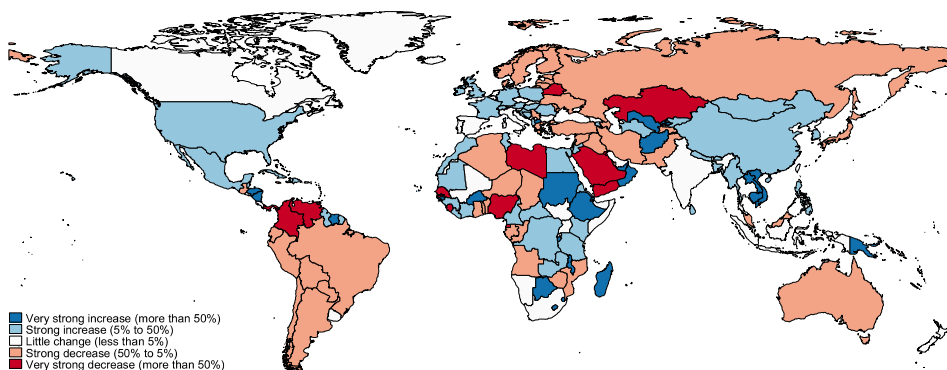 Very strong increase (more than 50%)
Strong increase (5% to 50%)
Little change (less than 5%)
Strong decrease (50% to 5%)
Very strong decrease (more than 50%)